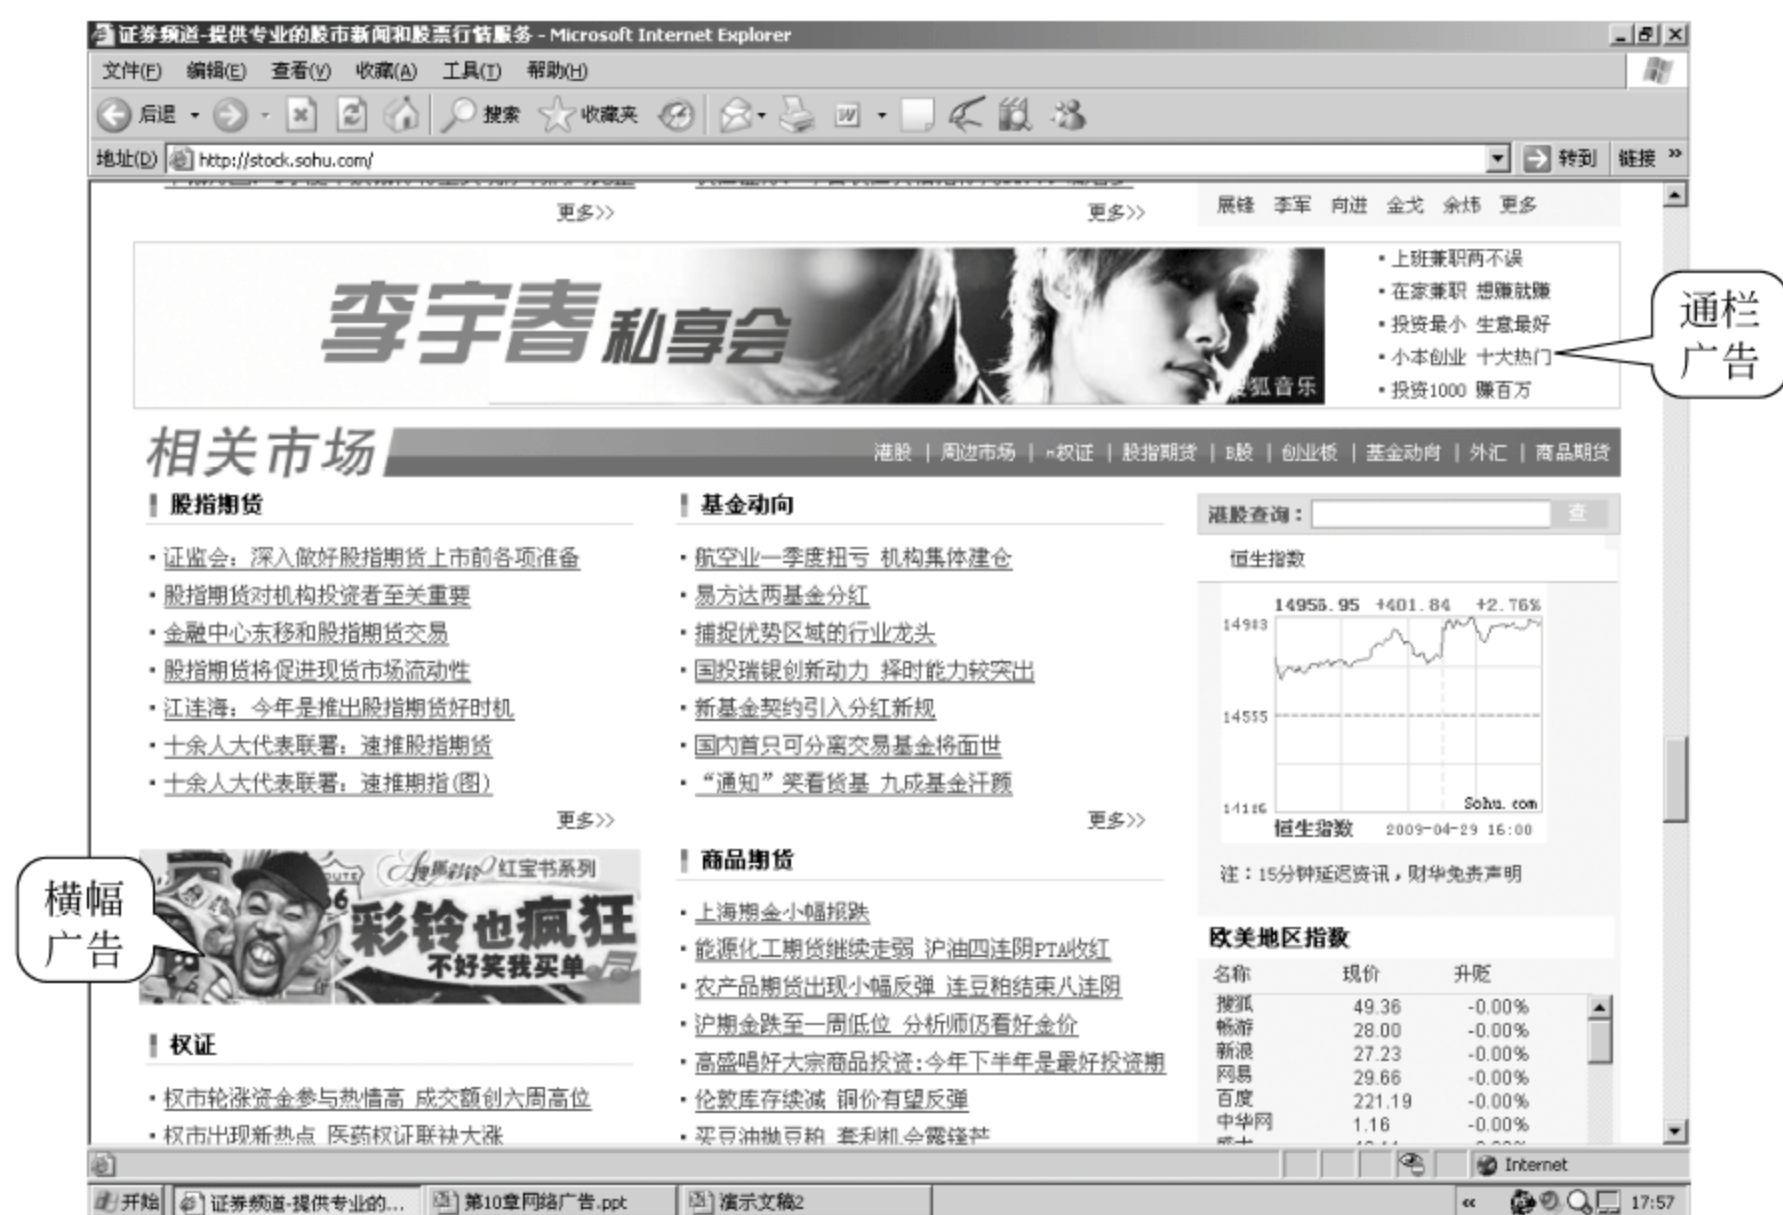 证券频道-提供专业的股市新闻和股票行情服务 - Microsoft Internet Explorer
文件(F) 编辑(E) 查看(V) 收藏(A) 工具(T) 帮助(H)
后退 搜索 收藏夹
地址(D) http://stock.sohu.com/ 转到 链接 »
更多>> 更多>> 展锋 李军 向进 金戈 余炜 更多
李宇春 私享会
狐音乐
· 上班兼职两不误
· 在家兼职 想赚就赚
· 投资最小 生意最好
· 小本创业 十大热门
· 投资1000 赚百万
通栏
广告
相关市场 港股 | 周边市场 | 权证 | 股指期货 | B股 | 创业板 | 基金动向 | 外汇 | 商品期货
股指期货
· 证监会：深入做好股指期货上市前各项准备
· 股指期货对机构投资者至关重要
· 金融中心东移和股指期货交易
· 股指期货将促进现货市场流动性
· 江连海：今年是推出股指期货好时机
· 十余人大代表联署：速推股指期货
· 十余人大代表联署：速推期指(图)
更多>>
横幅
广告
搜狐彩铃 红宝书系列
彩铃也疯狂
不好笑我买单
权证
· 权市轮涨资金参与热情高 成交额创六周高位
· 权市出现新热点 医药权证联袂大涨
基金动向
· 航空业一季度扭亏 机构集体建仓
· 易方达两基金分红
· 捕捉优势区域的行业龙头
· 国投瑞银创新动力 择时能力较突出
· 新基金契约引入分红新规
· 国内首只可分离交易基金将面世
· “通知”笑看货基 九成基金汗颜
更多>>
商品期货
· 上海期金小幅报跌
· 能源化工期货继续走弱 沪油四连阴PTA收红
· 农产品期货出现小幅反弹 连豆粕结束八连阴
· 沪期金跌至一周低位 分析师仍看好金价
· 高盛唱好大宗商品投资:今年下半年是最好投资期
· 伦敦库存续减 铜价有望反弹
· 买豆油抛豆粕 套利机会露锋芒
港股查询： 查
恒生指数
14956.95 +401.84 +2.76%
14555
Sohu.com
恒生指数 2009-04-29 16:00
注：15分钟延迟资讯，财华免责声明
欧美地区指数
名称 现价 升贬
搜狐 49.36 -0.00%
畅游 28.00 -0.00%
新浪 27.23 -0.00%
网易 29.66 -0.00%
百度 221.19 -0.00%
中华网 1.16 -0.00%
Internet
开始 证券频道-提供专业的... 第10章网络广告.ppt 演示文稿2 « 17:57